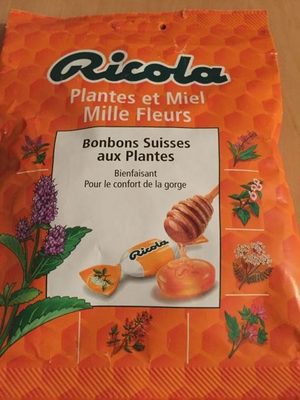 Ricola
Plantes et Miel
Mille Fleurs
Bonbons Suisses
aux Plantes
Bienfaisant
Pour le confort de la gorge
Ricola